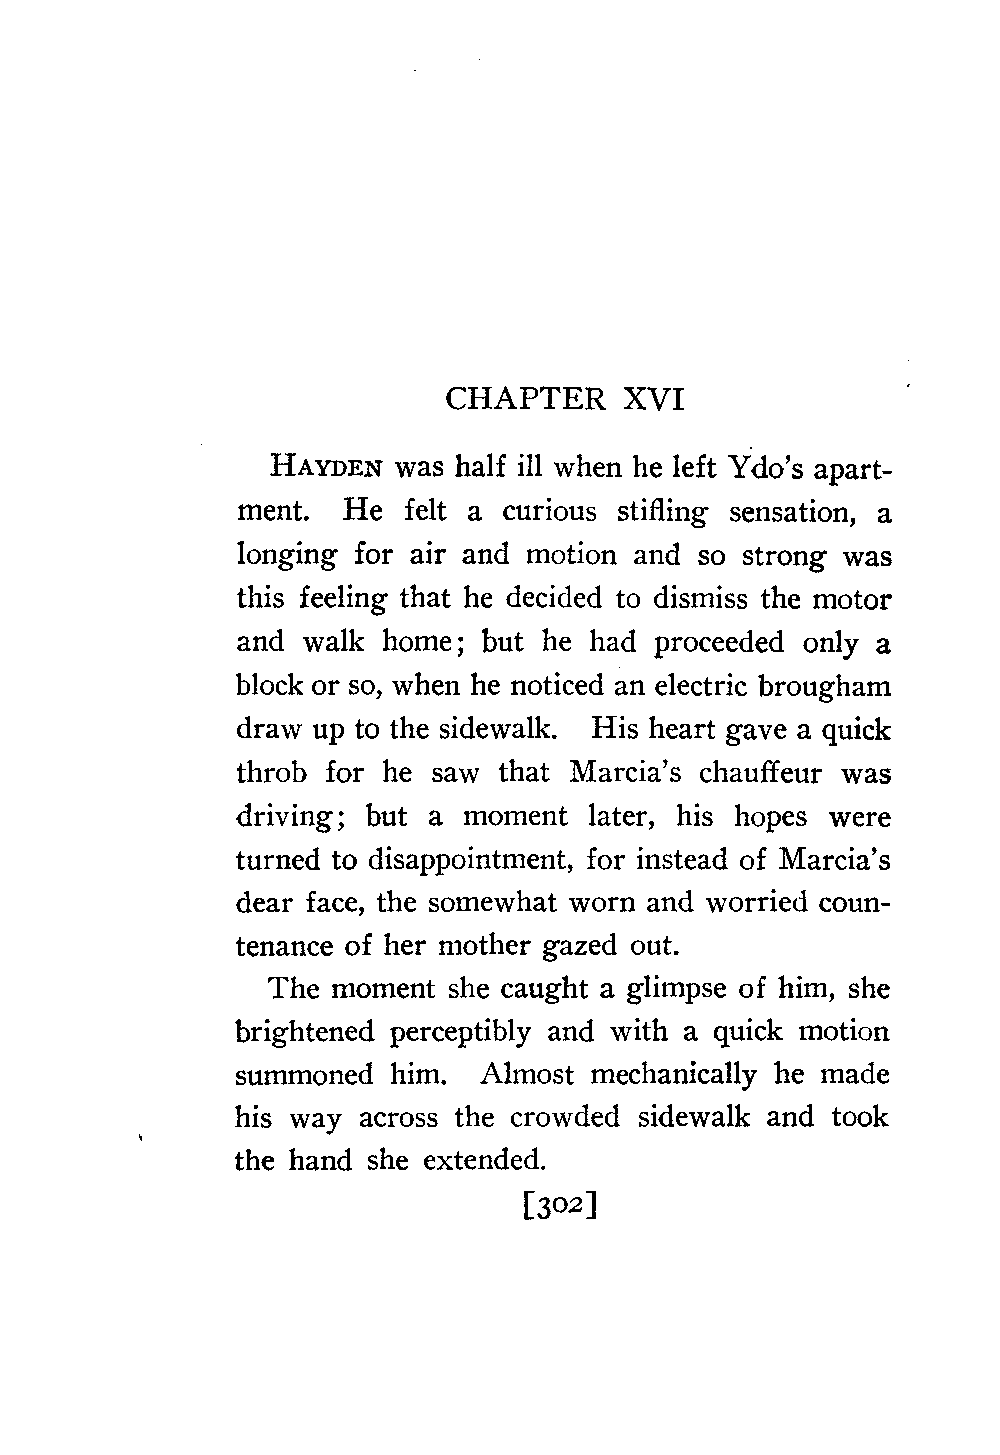 CHAPTER XVI
HAYDEN was half ill when he left Ydo's apart-
ment. He felt a curious stifling sensation, a
longing for air and motion and so strong was
this feeling that he decided to dismiss the motor
and walk home; but he had proceeded only a
block or so, when he noticed an electric brougham
draw up to the sidewalk. His heart gave a quick
throb for he saw that Marcia's chauffeur was
driving; but a moment later, his hopes were
turned to disappointment, for instead of Marcia's
dear face, the somewhat worn and worried coun-
tenance of her mother gazed out.
The moment she caught a glimpse of him, she
brightened perceptibly and with a quick motion
summoned him. Almost mechanically he made
his way across the crowded sidewalk and took
the hand she extended.
[302]